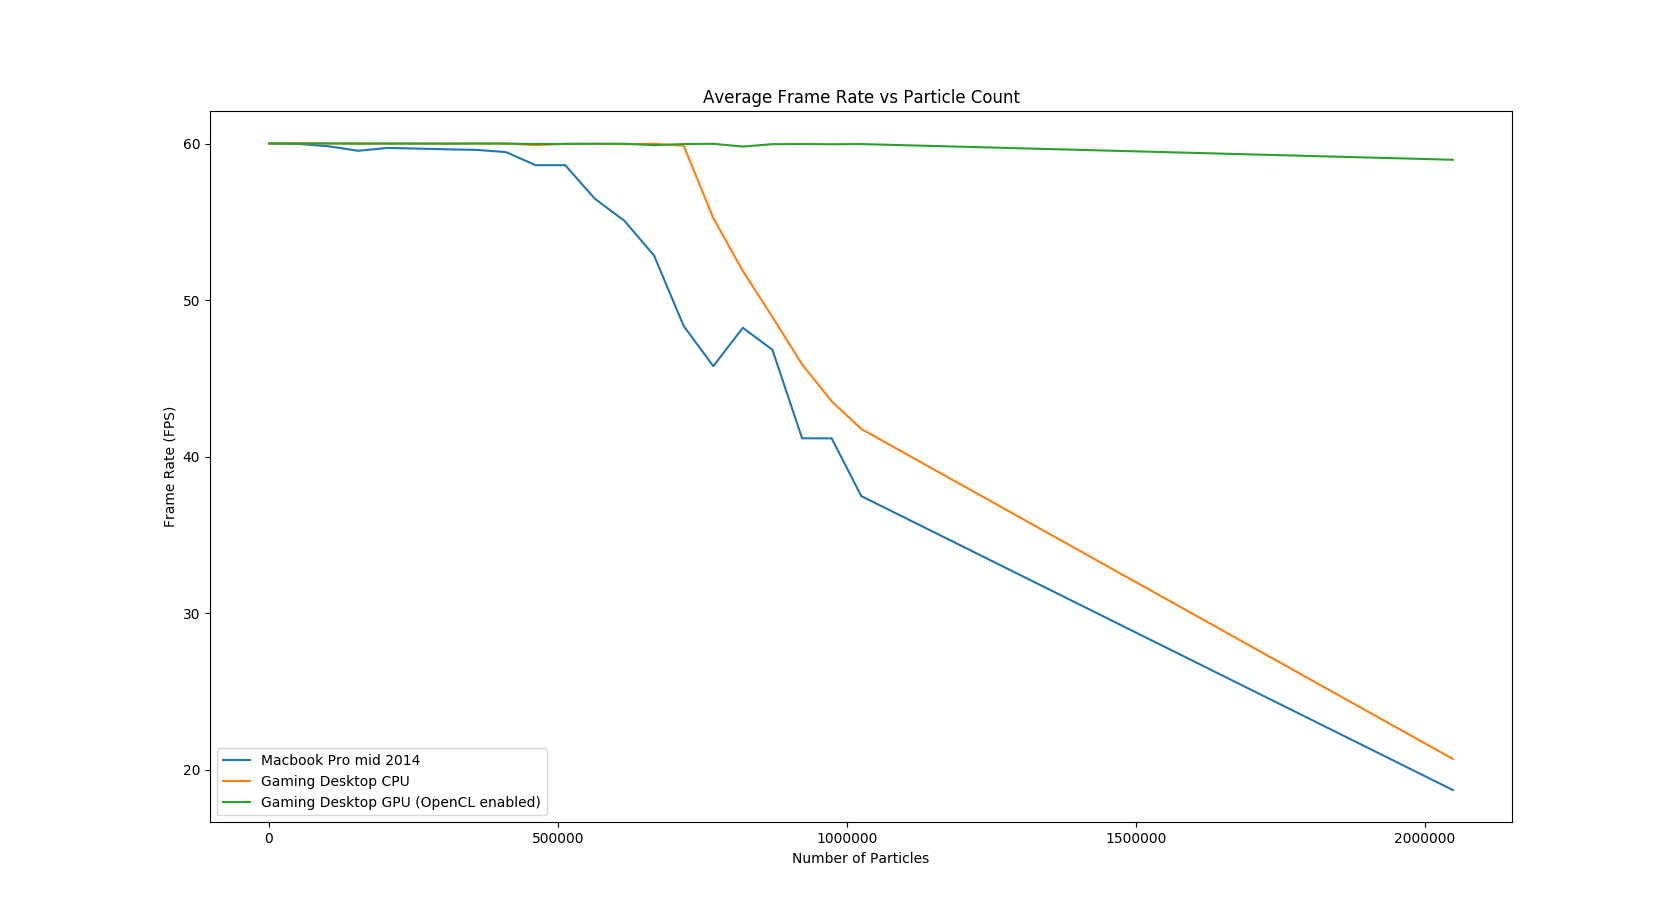 Average Frame Rate vs Particle Count
60
50
40
30
20
Frame Rate (FPS)
Macbook Pro mid 2014
Gaming Desktop CPU
Gaming Desktop GPU (OpenCL enabled)
0 500000 1000000 1500000 2000000
Number of Particles